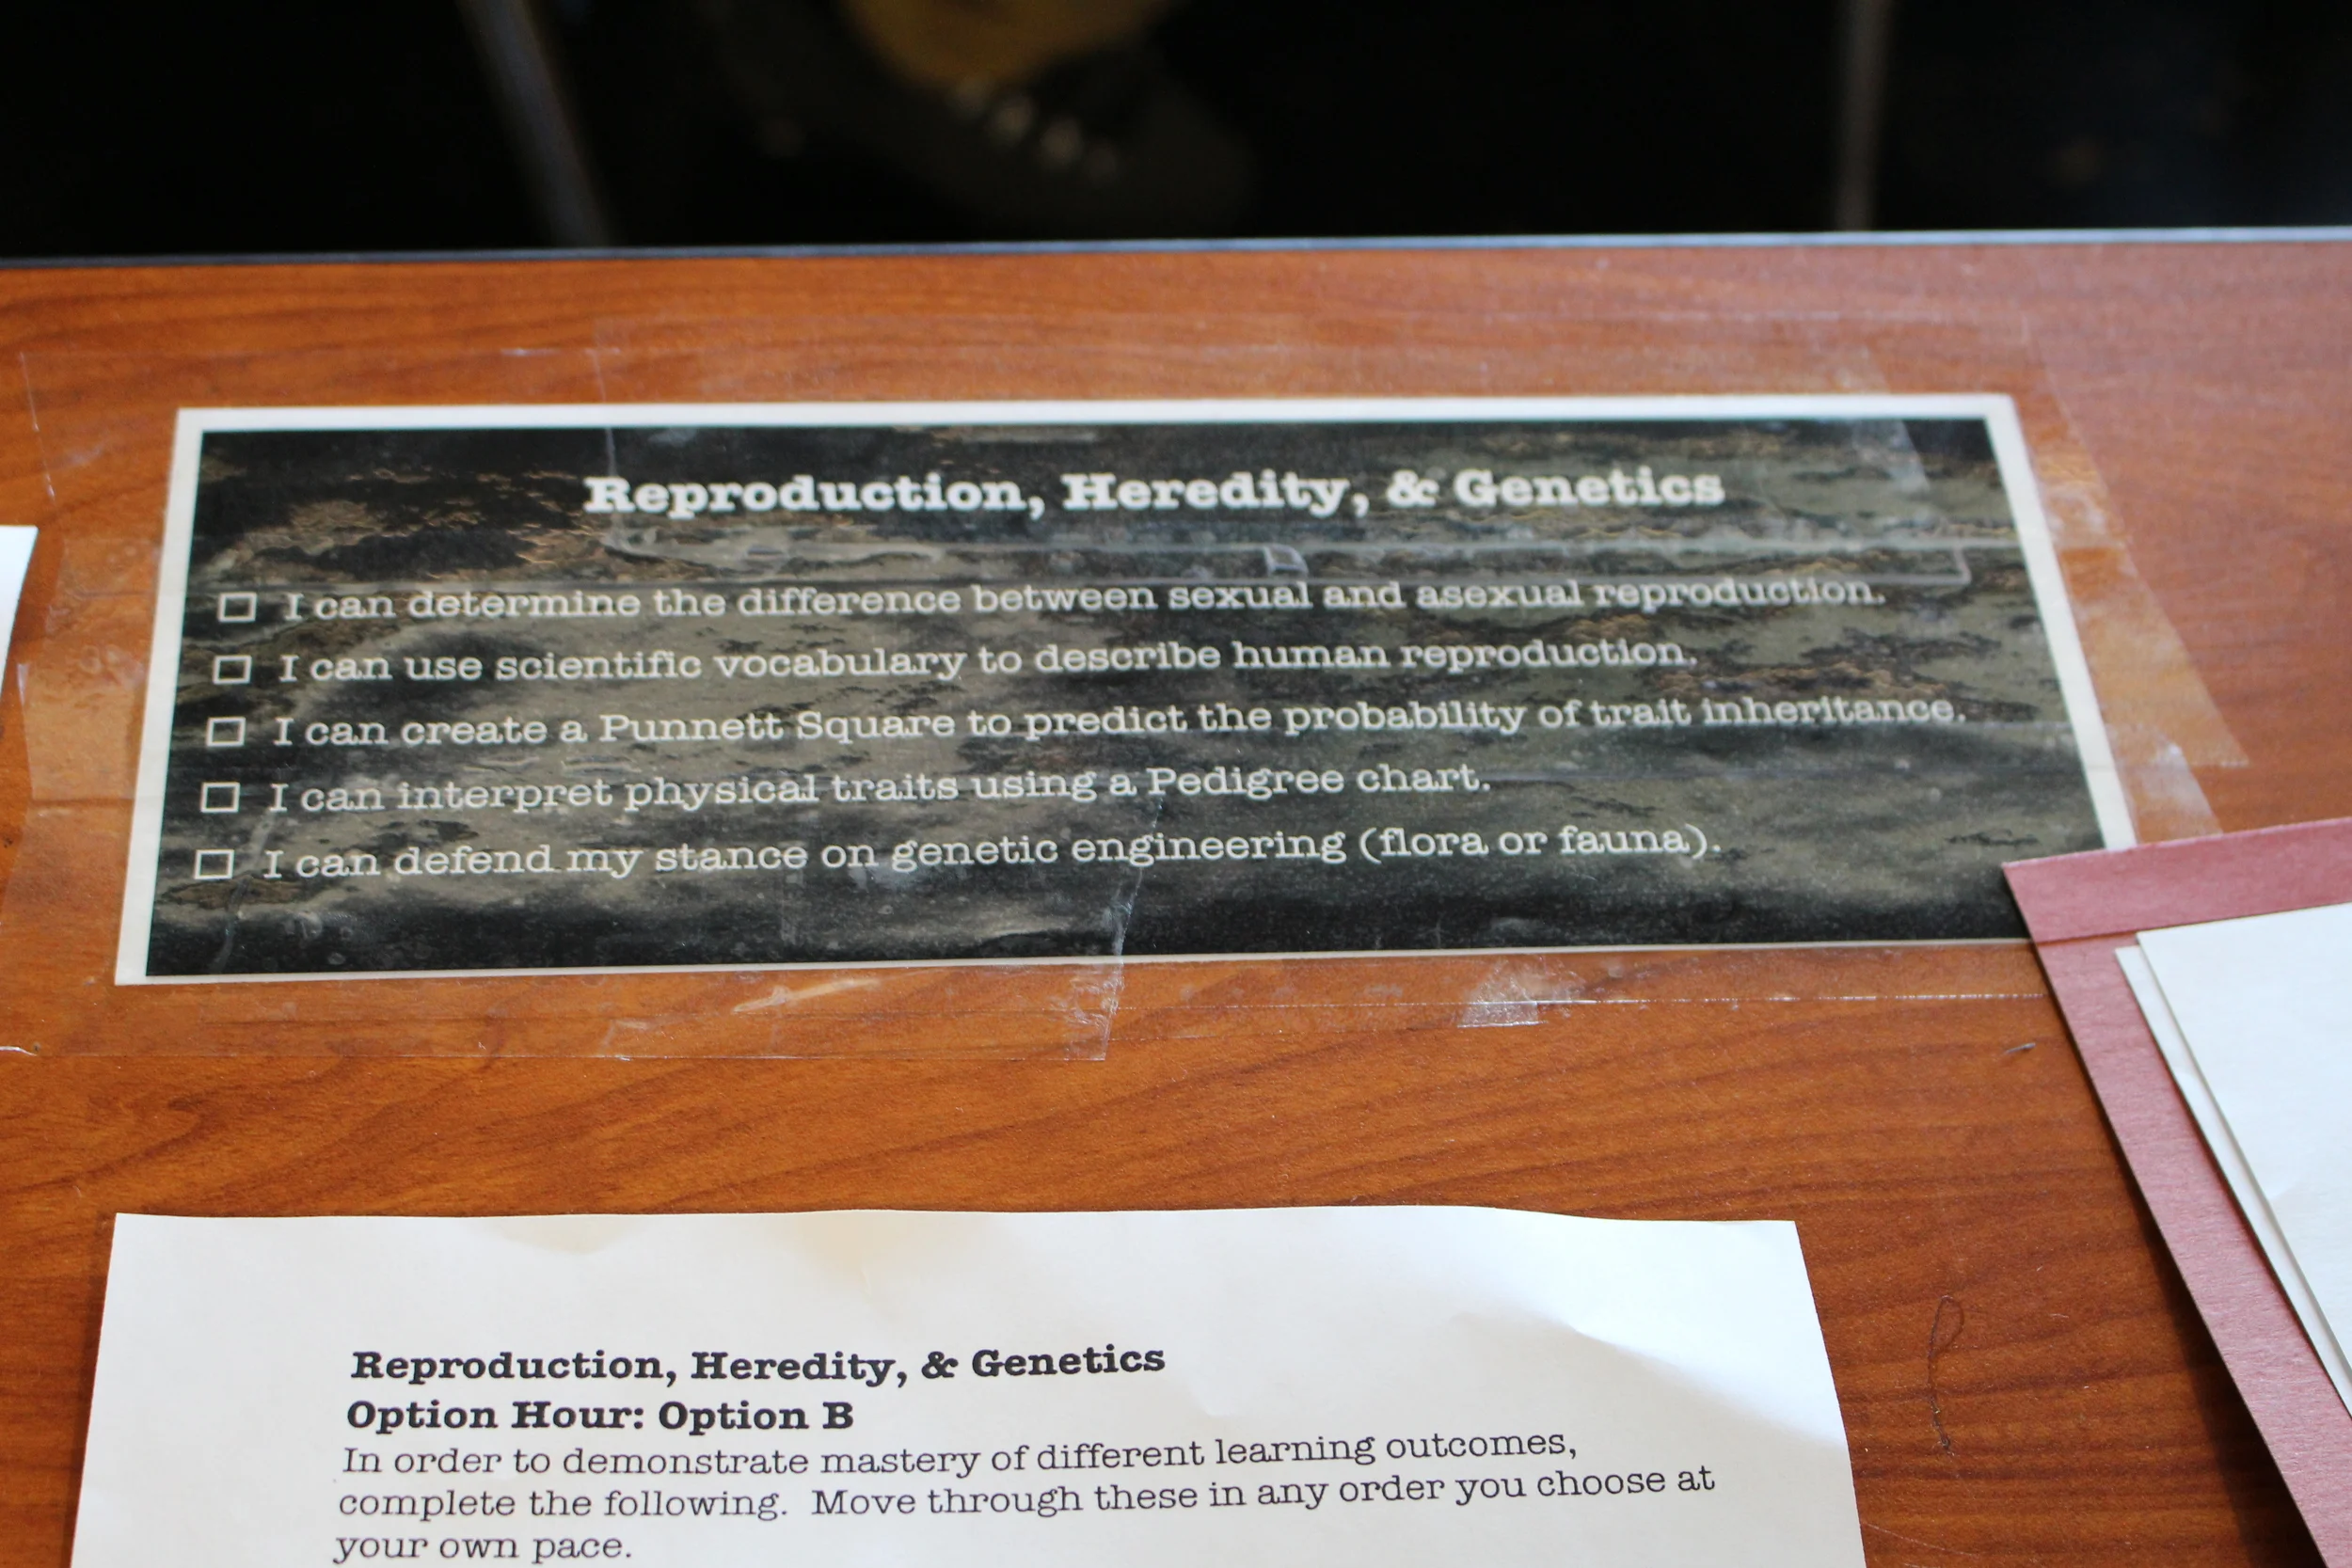 Reproduction, Heredity, & Genetics
☐ I can determine the difference between sexual and asexual reproduction.
☐ I can use scientific vocabulary to describe human reproduction.
☐ I can create a Punnett Square to predict the probability of trait inheritance.
☐ I can interpret physical traits using a Pedigree chart.
☐ I can defend my stance on genetic engineering (flora or fauna).
Reproduction, Heredity, & Genetics
Option Hour: Option B
In order to demonstrate mastery of different learning outcomes,
complete the following.  Move through these in any order you choose at
your own pace.